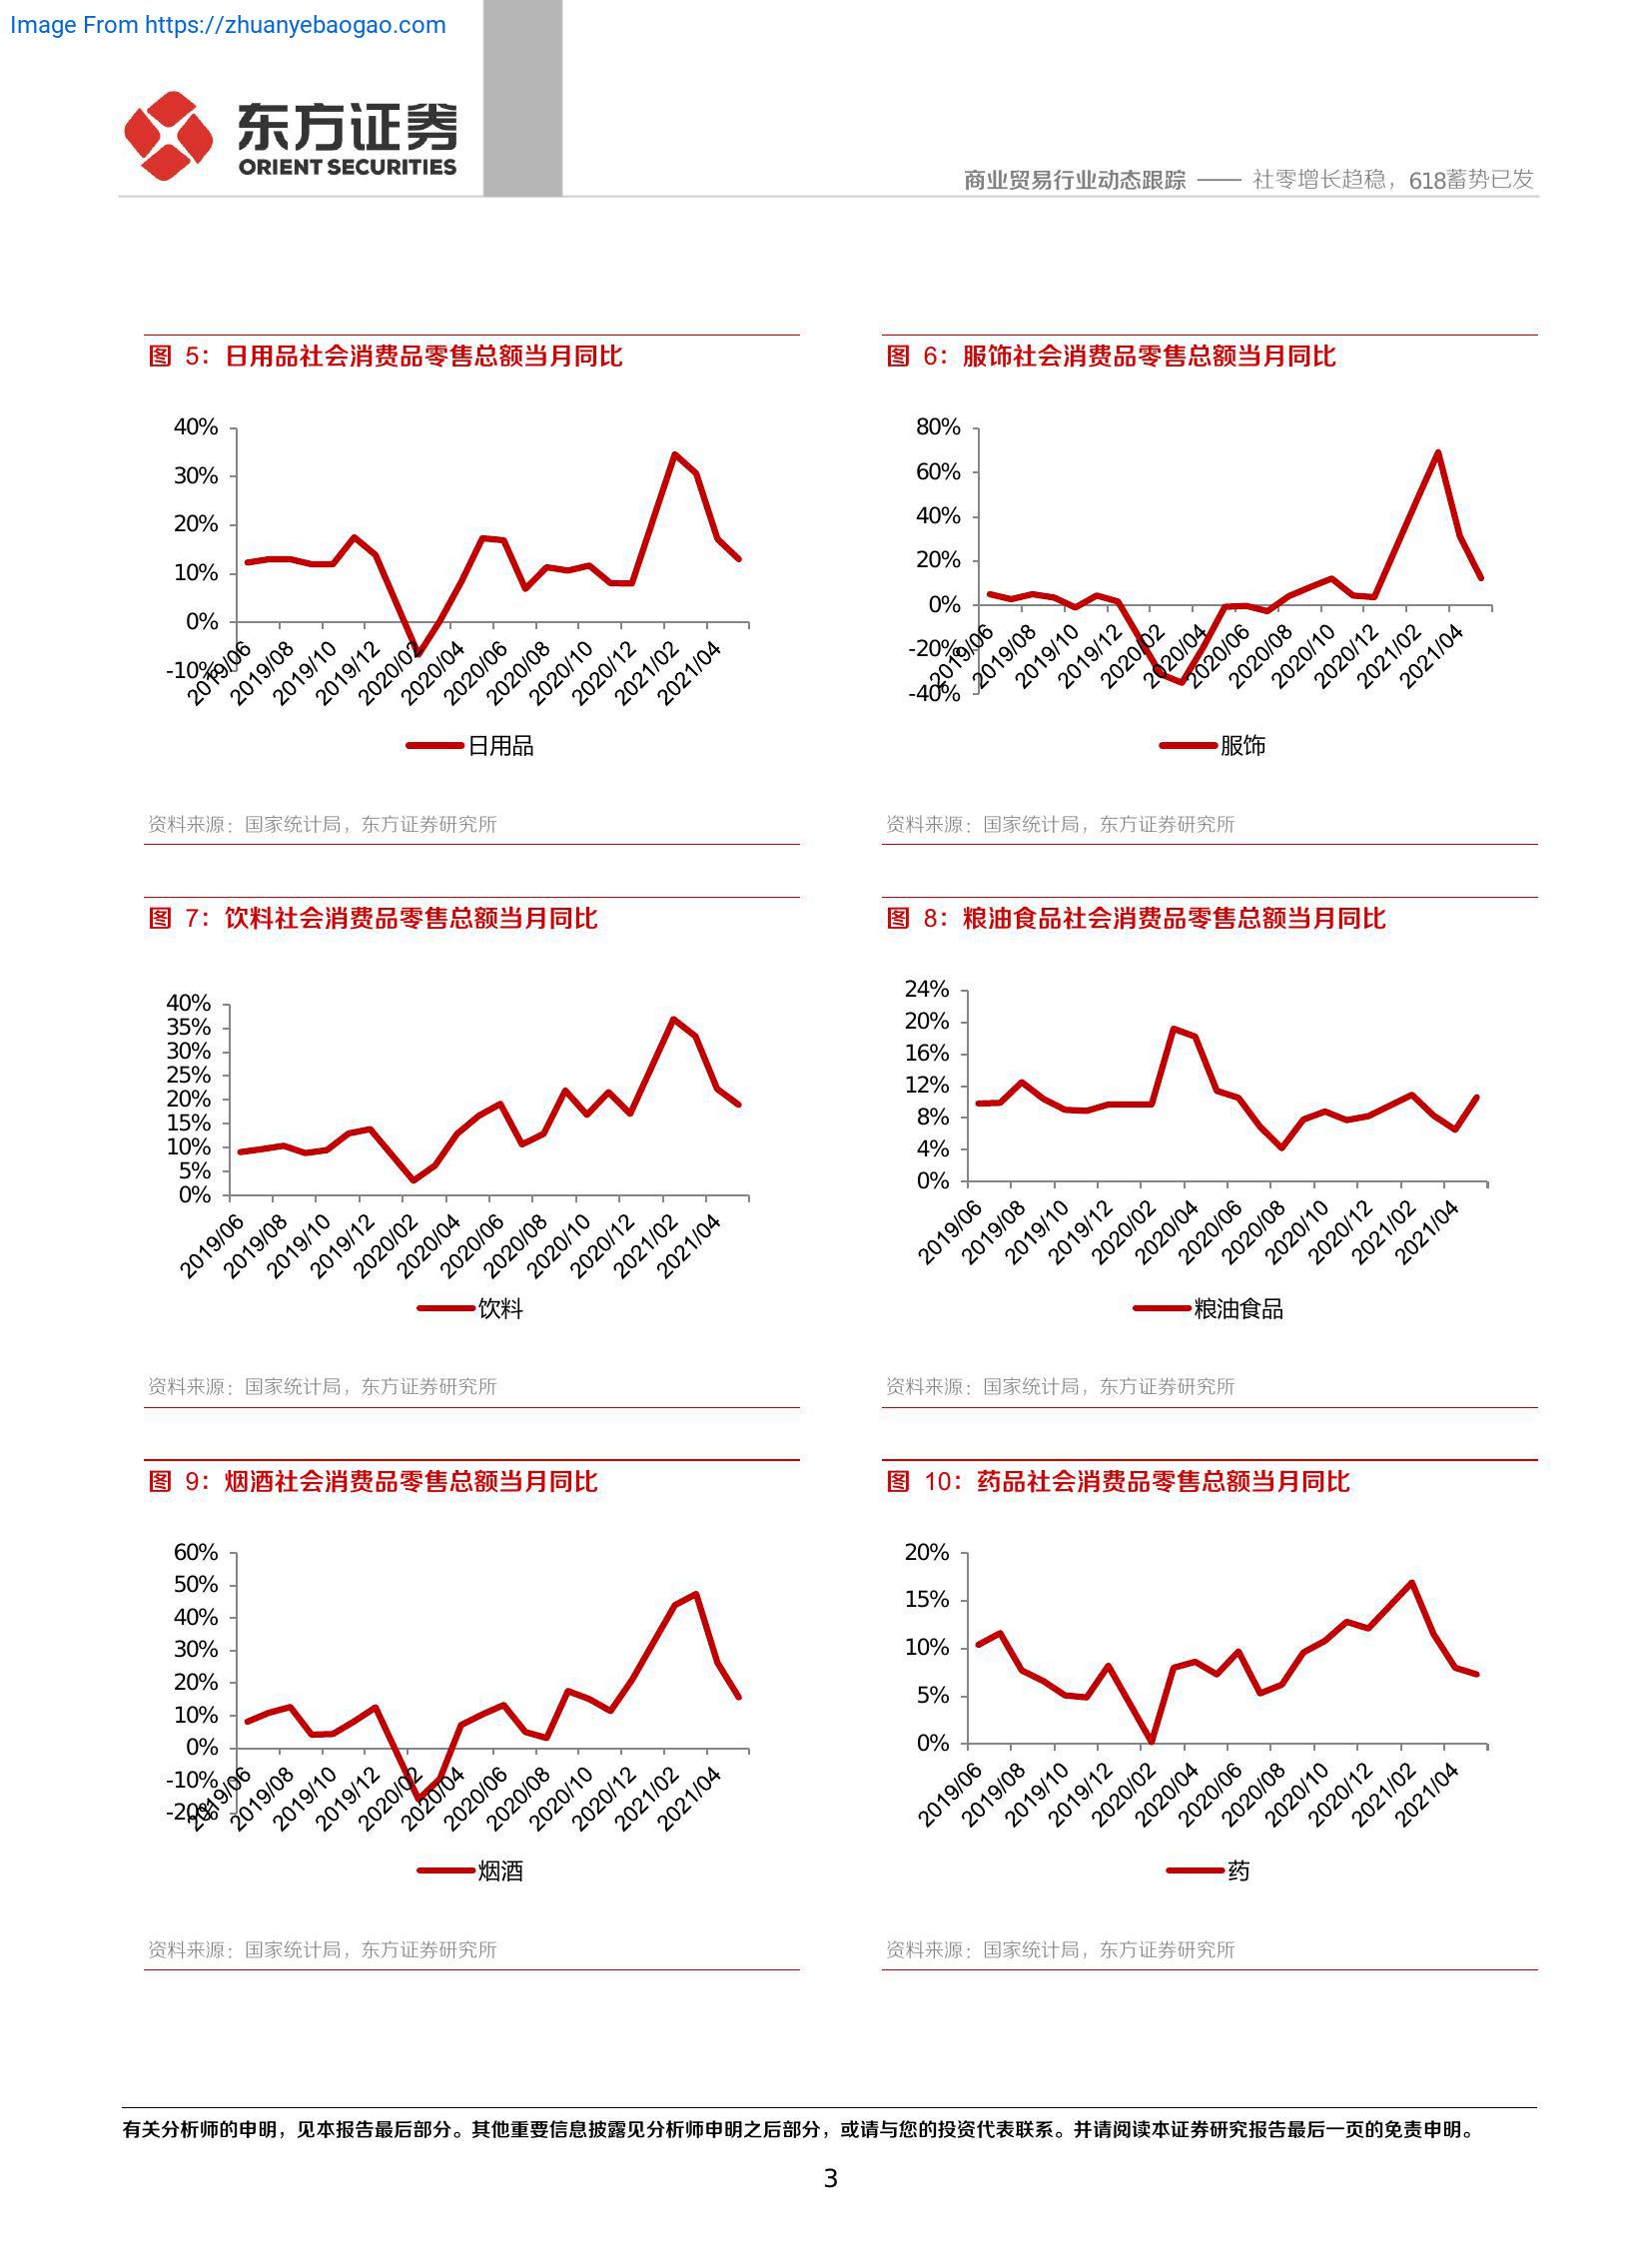 Image From https://zhuanyebaogao.com
东方证券
ORIENT SECURITIES
商业贸易行业动态跟踪 —— 社零增长趋稳，618蓄势已发
图 5：日用品社会消费品零售总额当月同比
40%
30%
20%
10%
0%
-10%
2019/06 2019/08 2019/10 2019/12 2020/02 2020/04 2020/06 2020/08 2020/10 2020/12 2021/02 2021/04
日用品
资料来源：国家统计局，东方证券研究所
图 6：服饰社会消费品零售总额当月同比
80%
60%
40%
20%
0%
-20%
-40%
2019/06 2019/08 2019/10 2019/12 2020/02 2020/04 2020/06 2020/08 2020/10 2020/12 2021/02 2021/04
服饰
资料来源：国家统计局，东方证券研究所
图 7：饮料社会消费品零售总额当月同比
40%
35%
30%
25%
20%
15%
10%
5%
0%
2019/06 2019/08 2019/10 2019/12 2020/02 2020/04 2020/06 2020/08 2020/10 2020/12 2021/02 2021/04
饮料
资料来源：国家统计局，东方证券研究所
图 8：粮油食品社会消费品零售总额当月同比
24%
20%
16%
12%
8%
4%
0%
2019/06 2019/08 2019/10 2019/12 2020/02 2020/04 2020/06 2020/08 2020/10 2020/12 2021/02 2021/04
粮油食品
资料来源：国家统计局，东方证券研究所
图 9：烟酒社会消费品零售总额当月同比
60%
50%
40%
30%
20%
10%
0%
-10%
-20%
2019/06 2019/08 2019/10 2019/12 2020/02 2020/04 2020/06 2020/08 2020/10 2020/12 2021/02 2021/04
烟酒
资料来源：国家统计局，东方证券研究所
图 10：药品社会消费品零售总额当月同比
20%
15%
10%
5%
0%
2019/06 2019/08 2019/10 2019/12 2020/02 2020/04 2020/06 2020/08 2020/10 2020/12 2021/02 2021/04
药
资料来源：国家统计局，东方证券研究所
有关分析师的申明，见本报告最后部分。其他重要信息披露见分析师申明之后部分，或请与您的投资代表联系。并请阅读本证券研究报告最后一页的免责申明。
3